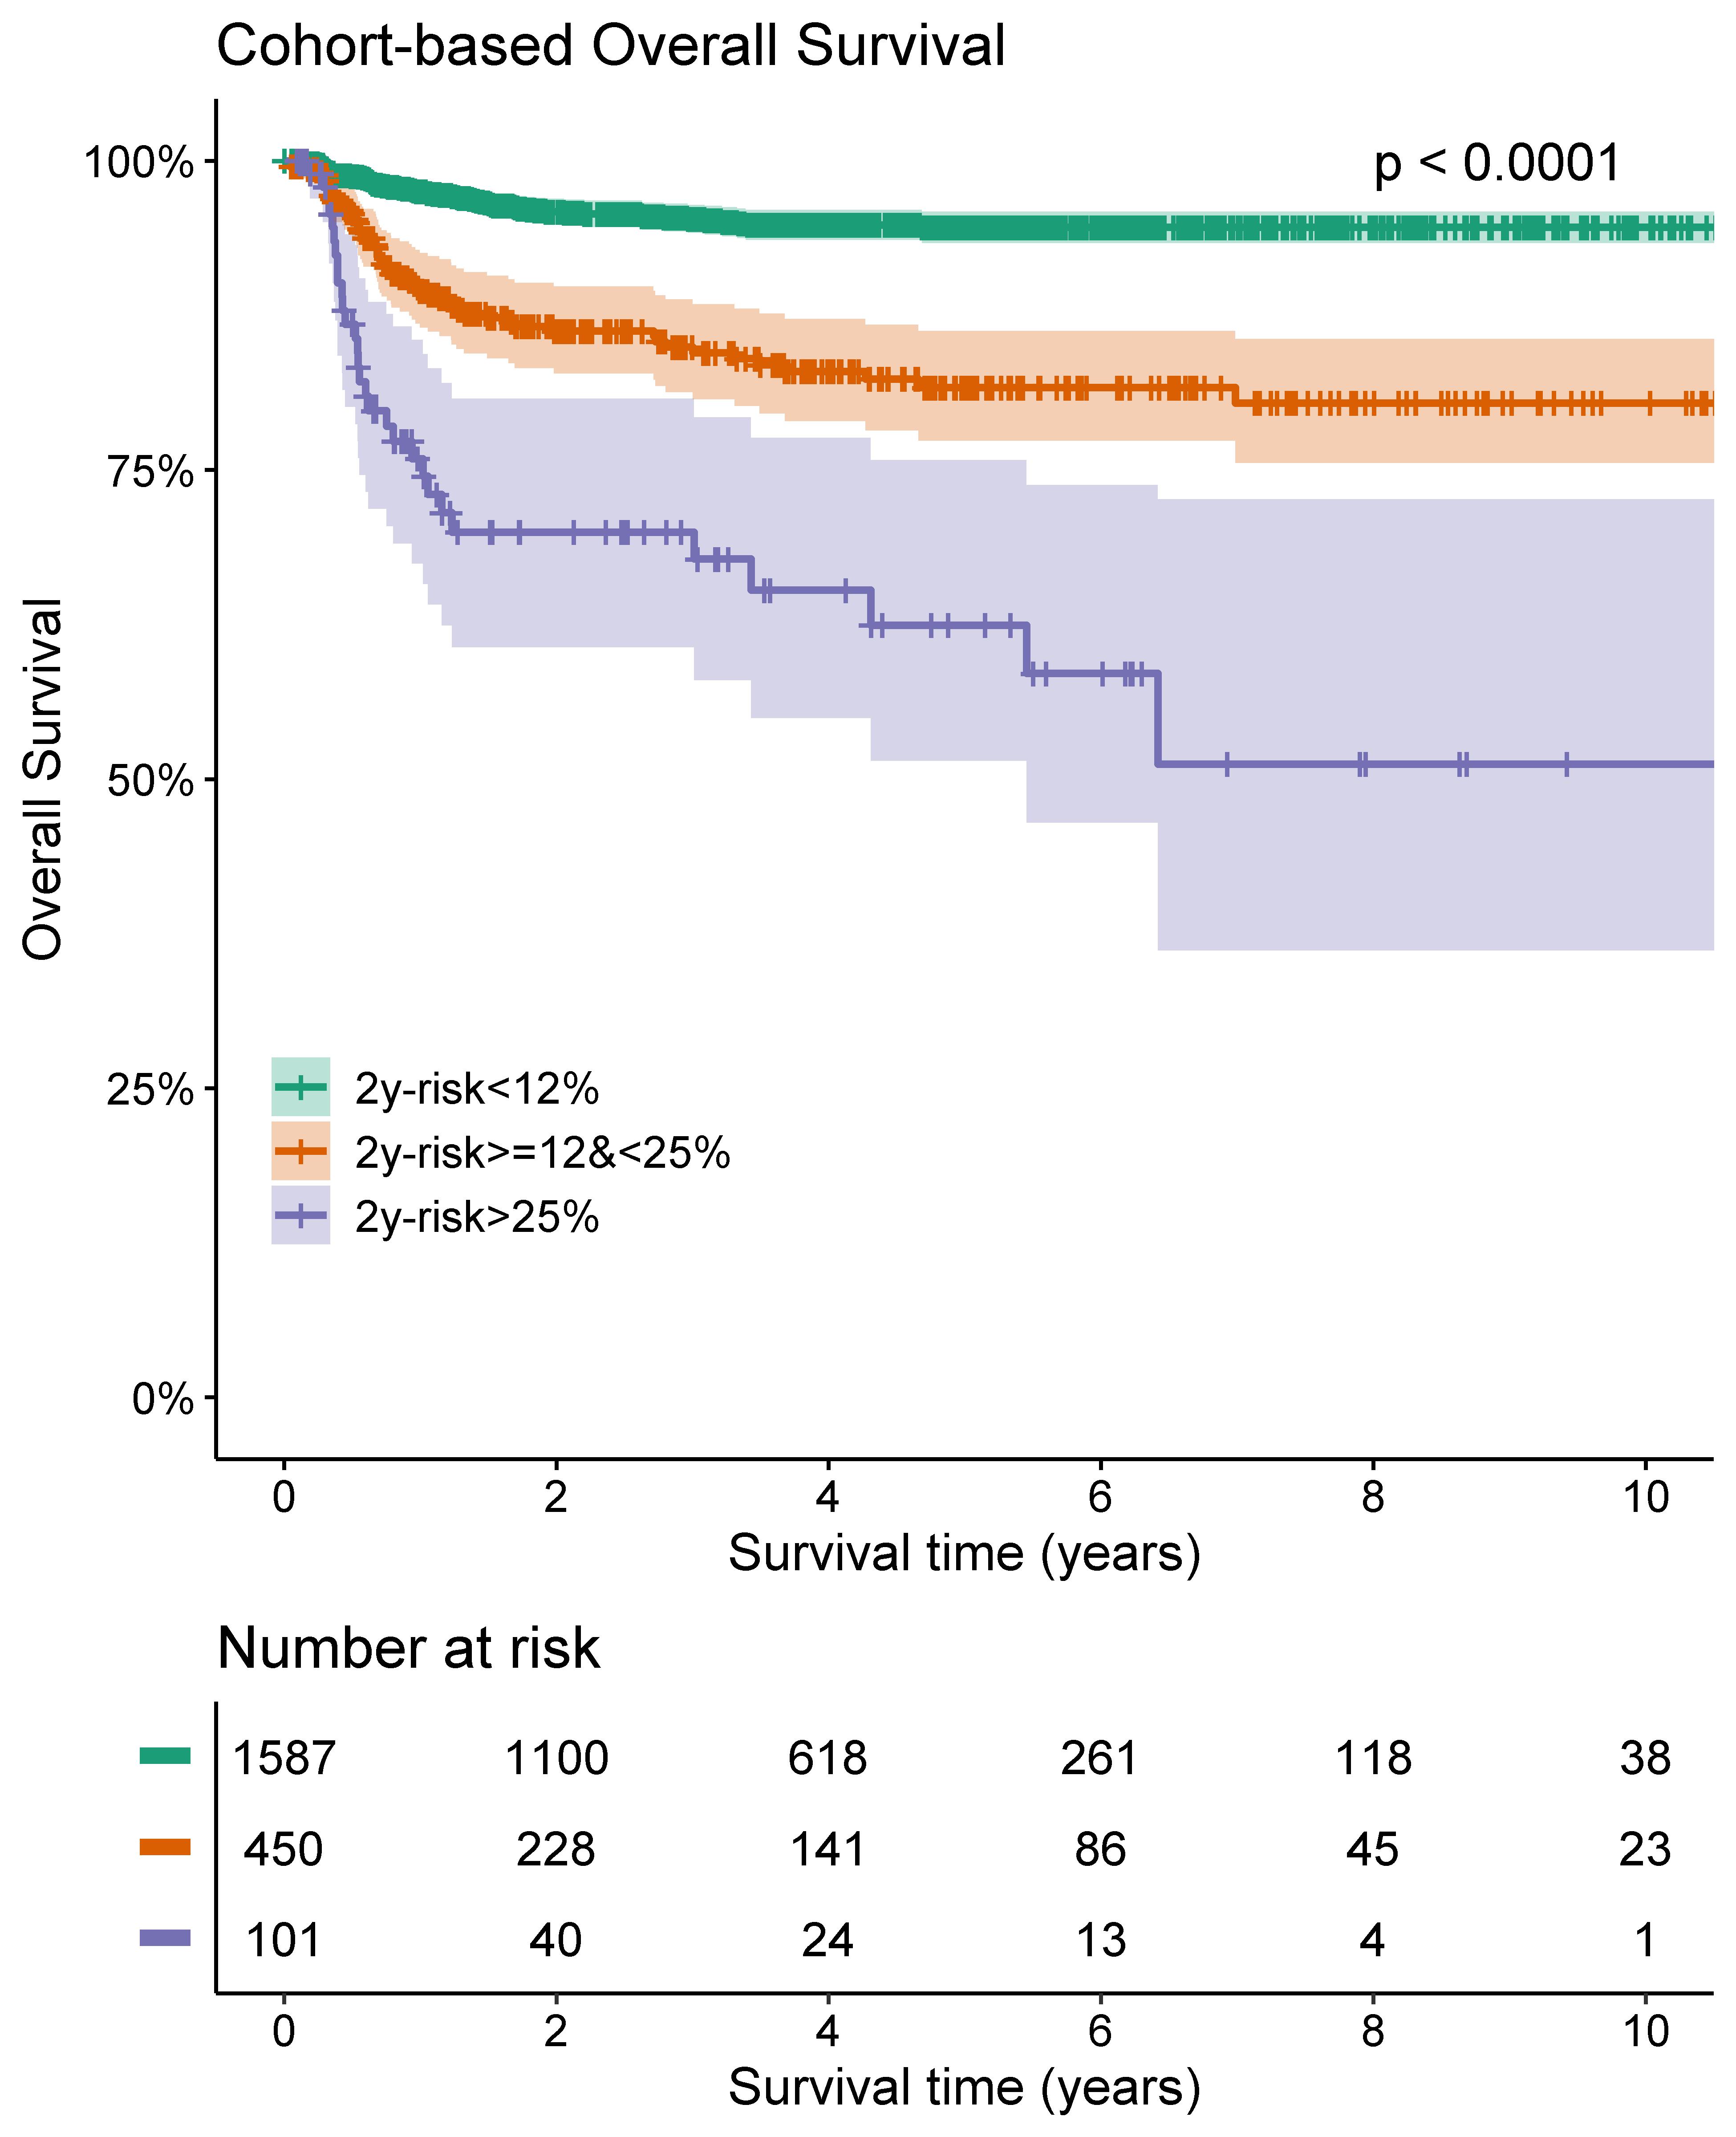 Cohort-based Overall Survival
p < 0.0001
100%
75%
50%
25%
0%
Overall Survival
2y-risk<12%
2y-risk>=12&<25%
2y-risk>25%
0 2 4 6 8 10
Survival time (years)
Number at risk
1587 1100 618 261 118 38
450 228 141 86 45 23
101 40 24 13 4 1
0 2 4 6 8 10
Survival time (years)